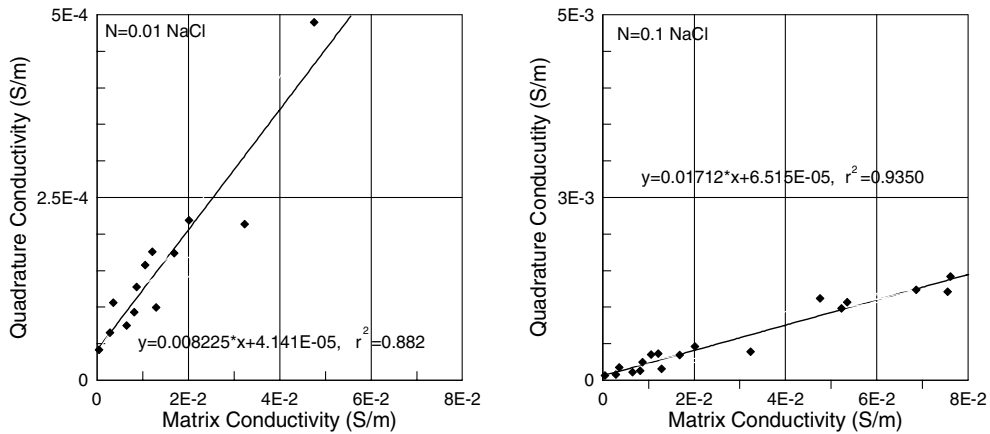 5E-4
N=0.01 NaCl
Quadrature Conductivity (S/m)
2.5E-4
y=0.008225*x+4.141E-05, r²=0.882
0
0 2E-2 4E-2 6E-2 8E-2
Matrix Conductivity (S/m)
5E-3
N=0.1 NaCl
Quadrature Conducutity (S/m)
y=0.01712*x+6.515E-05, r²=0.9350
3E-3
0
0 2E-2 4E-2 6E-2 8E-2
Matrix Conductivity (S/m)